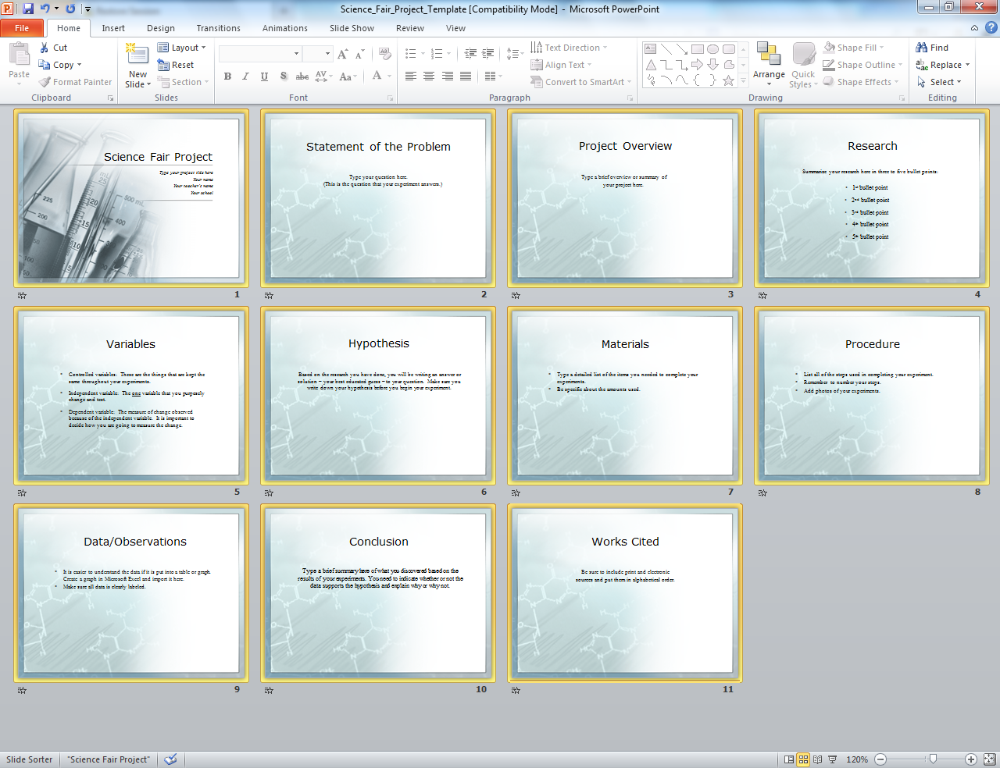 Science_Fair_Project_Template [Compatibility Mode] - Microsoft PowerPoint
File Home Insert Design Transitions Animations Slide Show Review View
Paste
Cut
Copy
Format Painter
Clipboard
New Slide
Layout
Reset
Section
Slides
B I U S abc AV Aa A
Font
Text Direction
Align Text
Convert to SmartArt
Paragraph
Arrange
Quick Styles
Shape Fill
Shape Outline
Shape Effects
Drawing
Find
Replace
Select
Editing
Science Fair Project
Type your project title here
Your name
Your teacher's name
Your school
1
Statement of the Problem
Type your question here.
(This is the question that your experiment answers.)
2
Project Overview
Type a brief overview or summary of
your project here.
3
Research
Summarize your research here in three to five bullet points:
• 1st bullet point
• 2nd bullet point
• 3rd bullet point
• 4th bullet point
• 5th bullet point
4
Variables
• Controlled variables: These are the things that are kept the
same throughout your experiments.
• Independent variable: The one variable that you purposely
change and test.
• Dependent variable: The measure of change observed
because of the independent variable. It is important to
decide how you are going to measure the change.
5
Hypothesis
Based on the research you have done, you will be writing an answer or
solution – your best educated guess – to your question. Make sure you
write down your hypothesis before you begin your experiment.
6
Materials
• Type a detailed list of the items you needed to complete your
experiments.
• Be specific about the amounts used.
7
Procedure
• List all of the steps used in completing your experiment.
Remember to number your steps.
• Add photos of your experiments.
8
Data/Observations
• It is easier to understand the data if it is put into a table or graph.
Create a graph in Microsoft Excel and import it here.
• Make sure all data is clearly labeled.
9
Conclusion
Type a brief summary here of what you discovered based on the
results of your experiments. You need to indicate whether or not the
data supports the hypothesis and explain why or why not.
10
Works Cited
Be sure to include print and electronic
sources and put them in alphabetical order.
11
Slide Sorter "Science Fair Project" 120%